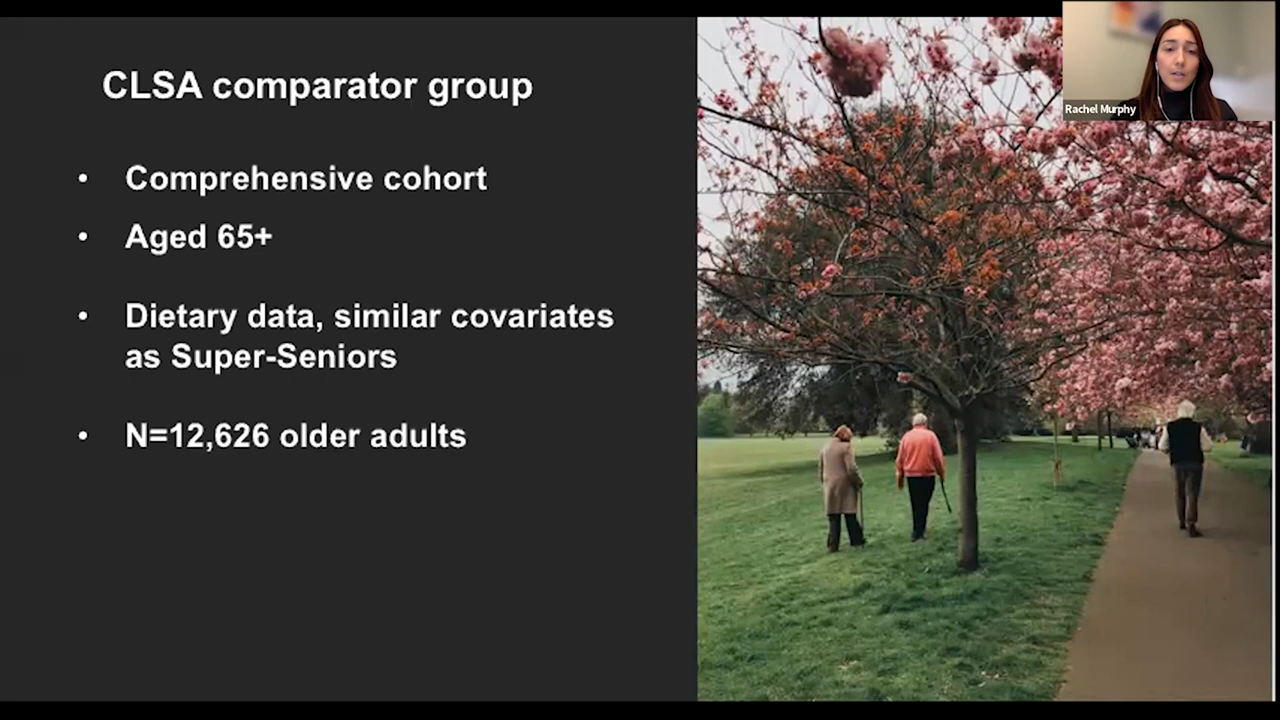 CLSA comparator group
• Comprehensive cohort
• Aged 65+
• Dietary data, similar covariates
as Super-Seniors
• N=12,626 older adults
Rachel Murphy